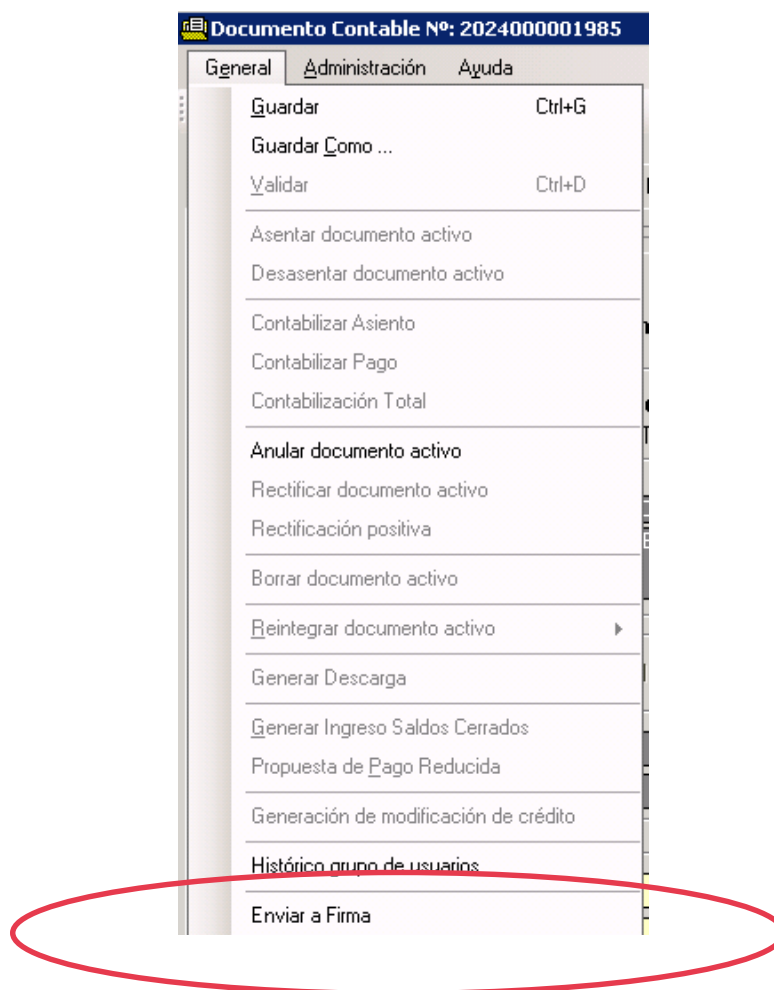 Documento Contable Nº: 2024000001985
General Administración Ayuda
Guardar Ctrl+G
Guardar Como ...
Validar Ctrl+D
Asentar documento activo
Desasentar documento activo
Contabilizar Asiento
Contabilizar Pago
Contabilización Total
Anular documento activo
Rectificar documento activo
Rectificación positiva
Borrar documento activo
Reintegrar documento activo
Generar Descarga
Generar Ingreso Saldos Cerrados
Propuesta de Pago Reducida
Generación de modificación de crédito
Histórico grupo de usuarios
Enviar a Firma